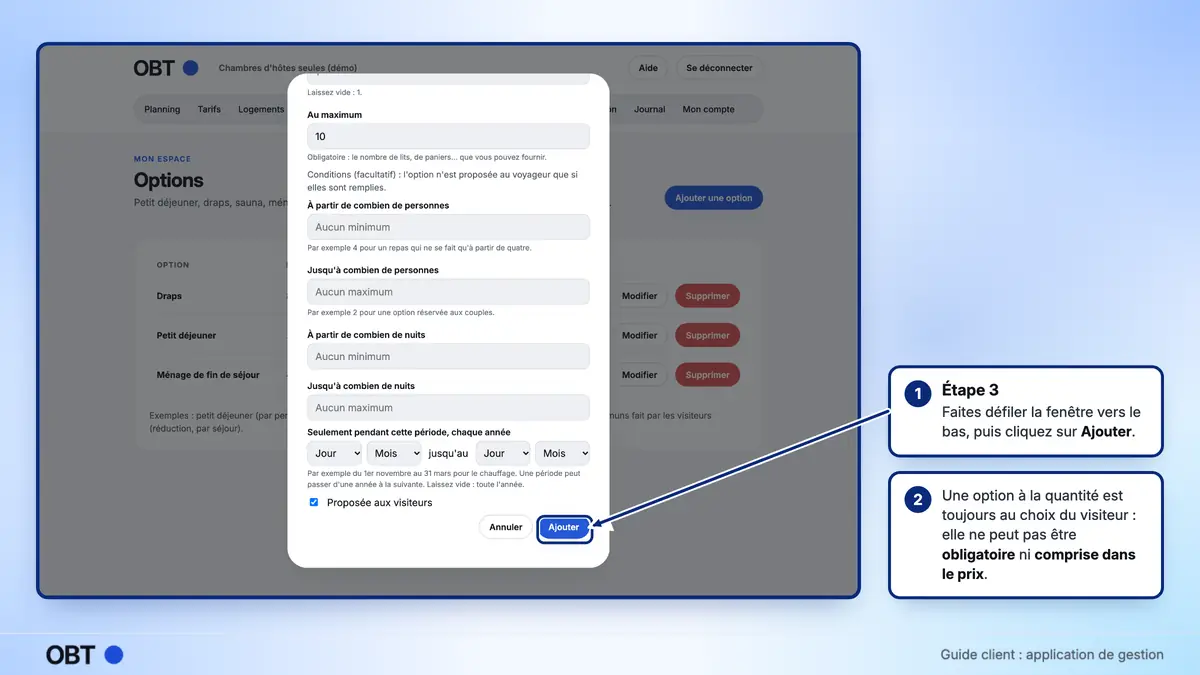 OBT
Chambres d'hôtes seules (démo)
Aide
Se déconnecter
Planning
Tarifs
Logements
Journal
Mon compte
MON ESPACE
Options
Petit déjeuner, draps, sauna,
Ajouter une option
OPTION
Draps
Modifier
Supprimer
Petit déjeuner
Modifier
Supprimer
Ménage de fin de séjour
Modifier
Supprimer
Exemples : petit déjeuner (par
fait par les visiteurs
(réduction, par séjour).
Laissez vide : 1.
Au maximum
10
Obligatoire : le nombre de lits, de paniers... que vous pouvez fournir.
Conditions (facultatif) : l'option n'est proposée au voyageur que si
elles sont remplies.
À partir de combien de personnes
Aucun minimum
Par exemple 4 pour un repas qui ne se fait qu'à partir de quatre.
Jusqu'à combien de personnes
Aucun maximum
Par exemple 2 pour une option réservée aux couples.
À partir de combien de nuits
Aucun minimum
Jusqu'à combien de nuits
Aucun maximum
Seulement pendant cette période, chaque année
Jour Mois jusqu'au Jour Mois
Par exemple du 1er novembre au 31 mars pour le chauffage. Une période peut
passer d'une année à la suivante. Laissez vide : toute l'année.
Proposée aux visiteurs
Annuler
Ajouter
1
Étape 3
Faites défiler la fenêtre vers le
bas, puis cliquez sur Ajouter.
2
Une option à la quantité est
toujours au choix du visiteur :
elle ne peut pas être
obligatoire ni comprise dans
le prix.
OBT
Guide client : application de gestion